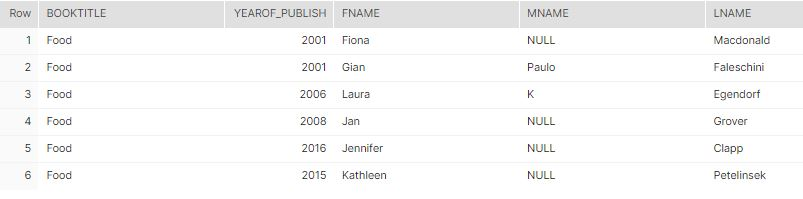 Row BOOKTITLE YEAROF_PUBLISH FNAME MNAME LNAME
1 Food 2001 Fiona NULL Macdonald
2 Food 2001 Gian Paulo Faleschini
3 Food 2006 Laura K Egendorf
4 Food 2008 Jan NULL Grover
5 Food 2016 Jennifer NULL Clapp
6 Food 2015 Kathleen NULL Petelinsek